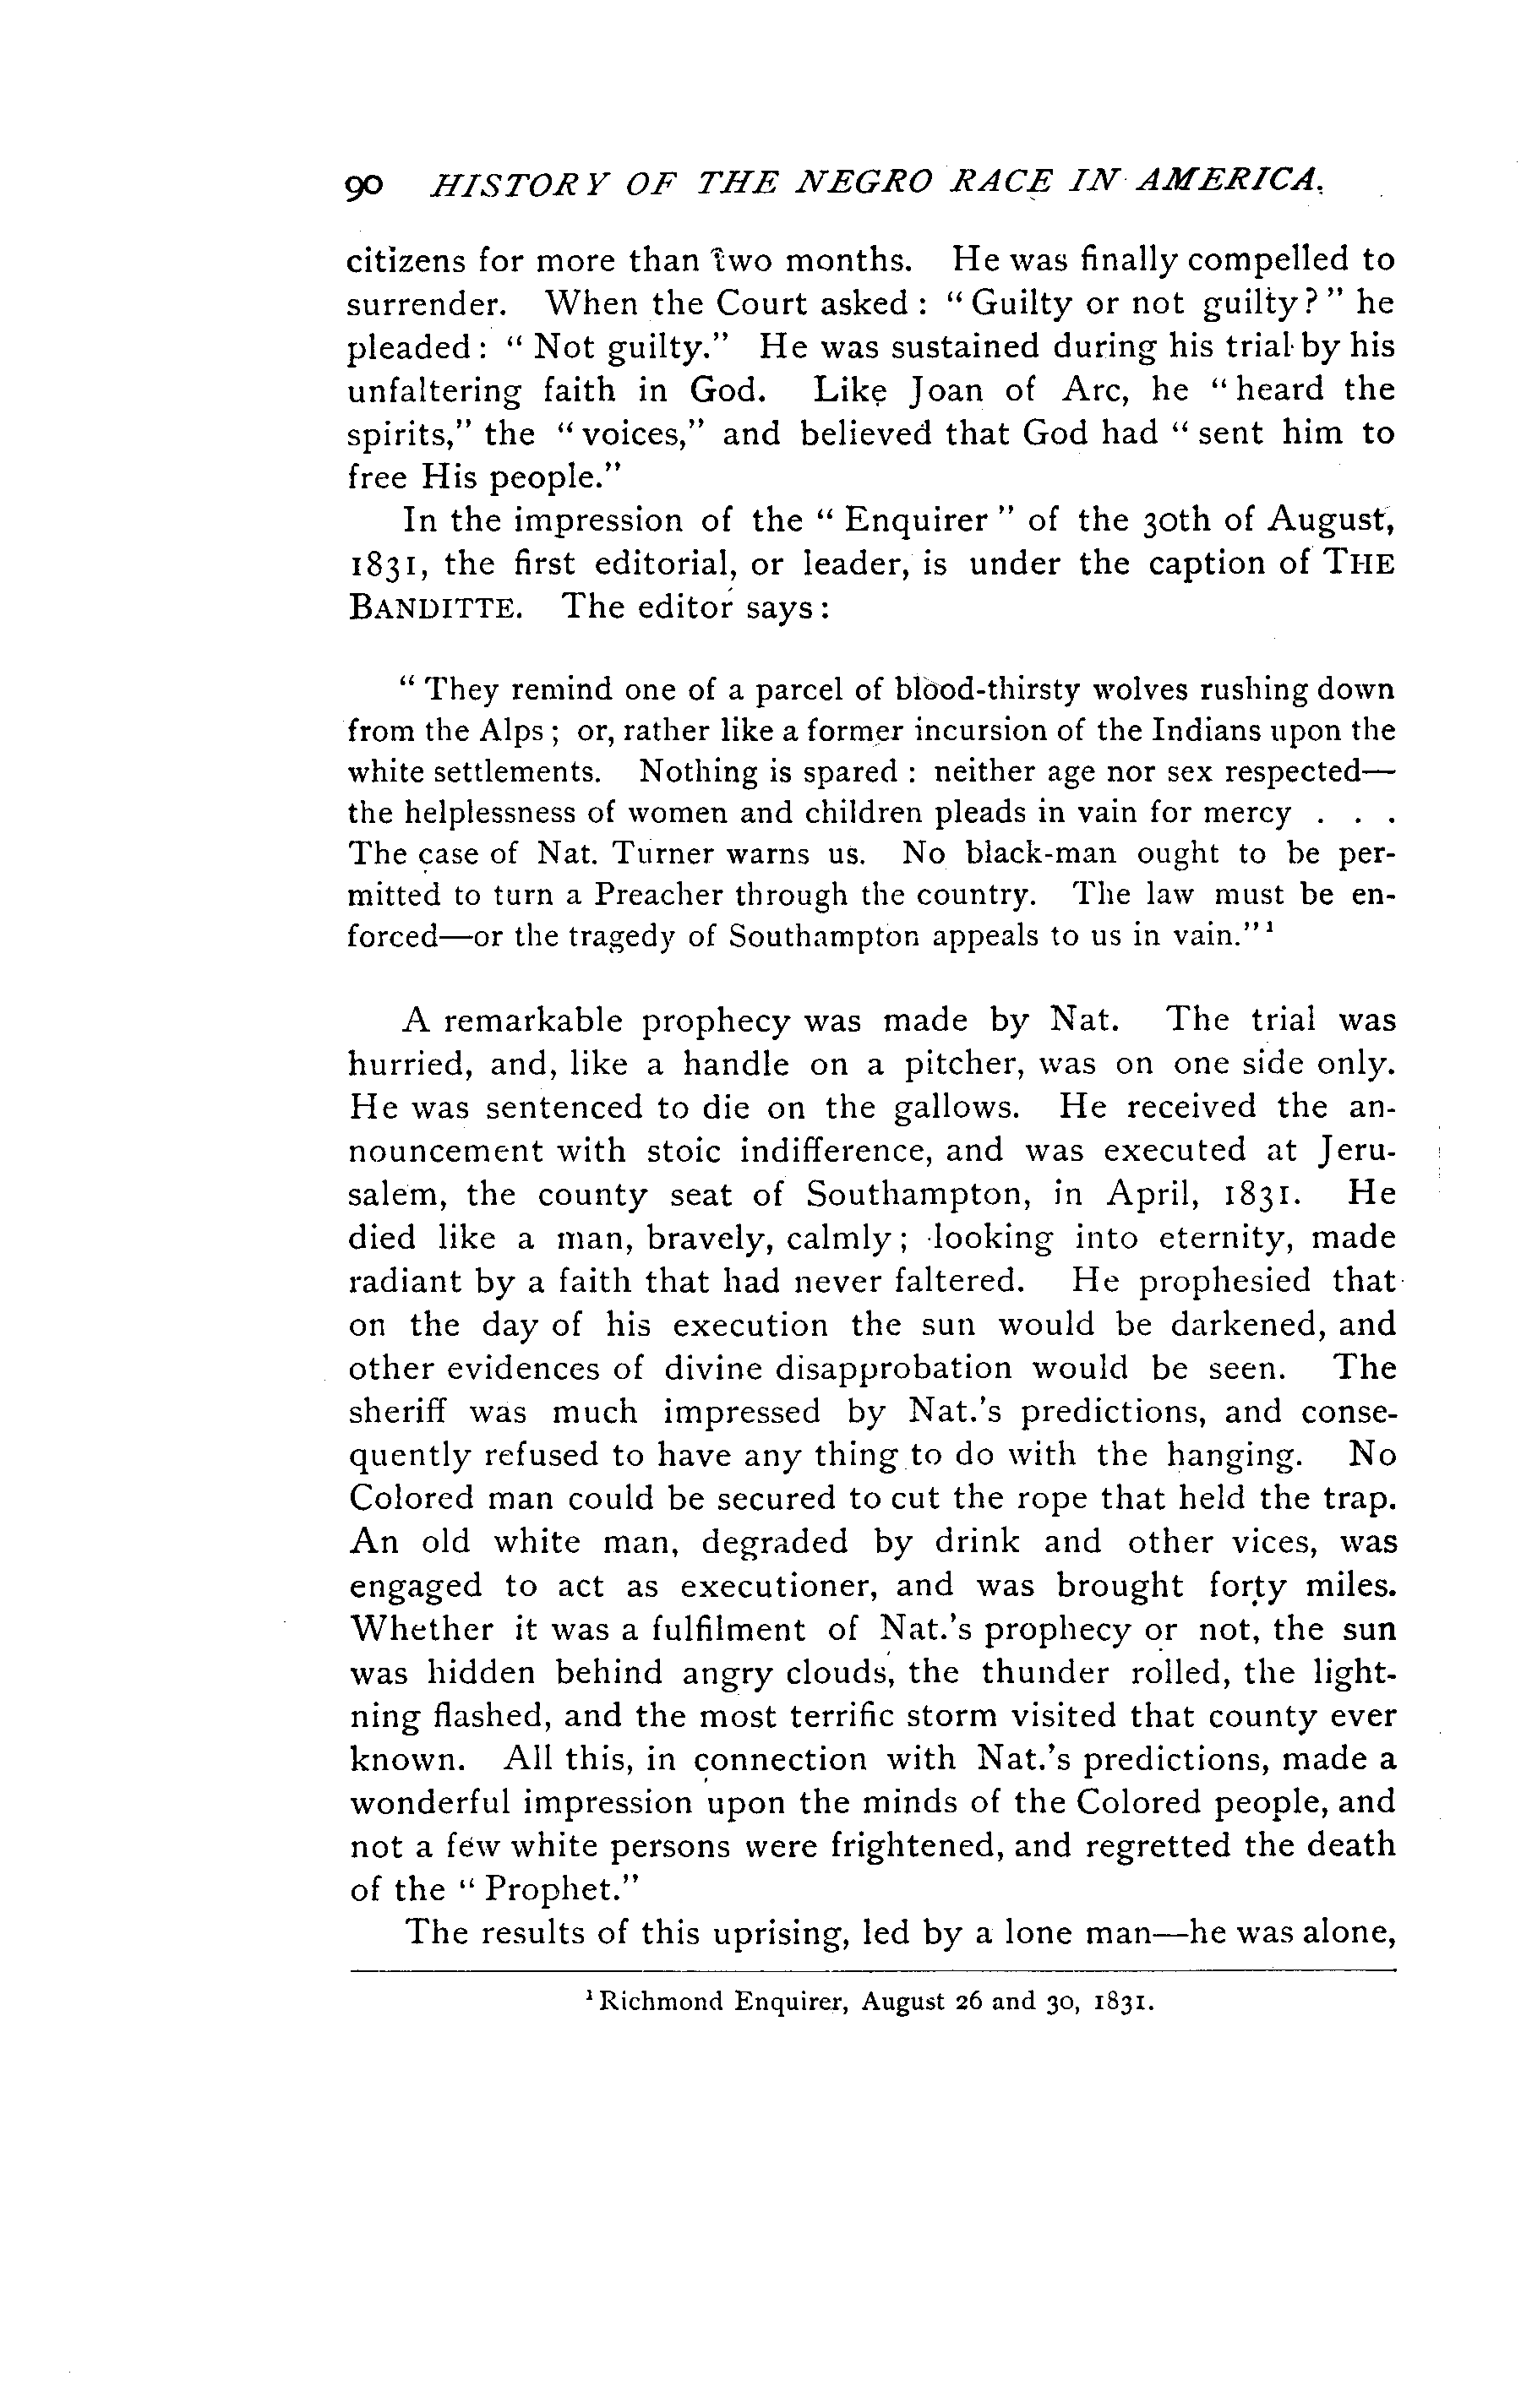 90 HISTORY OF THE NEGRO RACE IN AMERICA.
citizens for more than two months. He was finally compelled to
surrender. When the Court asked : “ Guilty or not guilty? ” he
pleaded : “ Not guilty.” He was sustained during his trial by his
unfaltering faith in God. Like Joan of Arc, he “ heard the
spirits,” the “ voices,” and believed that God had “ sent him to
free His people.”
In the impression of the “ Enquirer ” of the 30th of August,
1831, the first editorial, or leader, is under the caption of THE
BANDITTE. The editor says :
“ They remind one of a parcel of blood-thirsty wolves rushing down
from the Alps ; or, rather like a former incursion of the Indians upon the
white settlements. Nothing is spared : neither age nor sex respected—
the helplessness of women and children pleads in vain for mercy . . .
The case of Nat. Turner warns us. No black-man ought to be per-
mitted to turn a Preacher through the country. The law must be en-
forced—or the tragedy of Southampton appeals to us in vain.” ¹
A remarkable prophecy was made by Nat. The trial was
hurried, and, like a handle on a pitcher, was on one side only.
He was sentenced to die on the gallows. He received the an-
nouncement with stoic indifference, and was executed at Jeru-
salem, the county seat of Southampton, in April, 1831. He
died like a man, bravely, calmly ; looking into eternity, made
radiant by a faith that had never faltered. He prophesied that
on the day of his execution the sun would be darkened, and
other evidences of divine disapprobation would be seen. The
sheriff was much impressed by Nat.’s predictions, and conse-
quently refused to have any thing to do with the hanging. No
Colored man could be secured to cut the rope that held the trap.
An old white man, degraded by drink and other vices, was
engaged to act as executioner, and was brought forty miles.
Whether it was a fulfilment of Nat.’s prophecy or not, the sun
was hidden behind angry clouds, the thunder rolled, the light-
ning flashed, and the most terrific storm visited that county ever
known. All this, in connection with Nat.’s predictions, made a
wonderful impression upon the minds of the Colored people, and
not a few white persons were frightened, and regretted the death
of the “ Prophet.”
The results of this uprising, led by a lone man—he was alone,
¹ Richmond Enquirer, August 26 and 30, 1831.